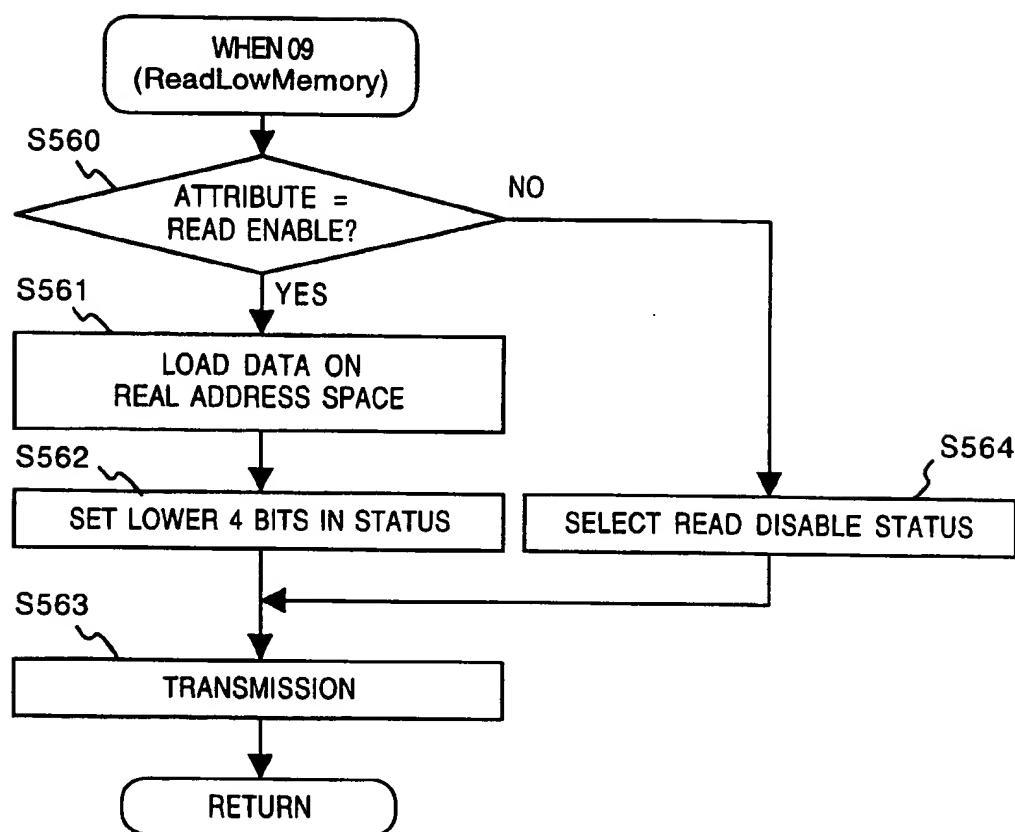 WHEN 09
(ReadLowMemory)
S560
ATTRIBUTE =
READ ENABLE?
NO
YES
S561
LOAD DATA ON
REAL ADDRESS SPACE
S562
SET LOWER 4 BITS IN STATUS
S564
SELECT READ DISABLE STATUS
S563
TRANSMISSION
RETURN